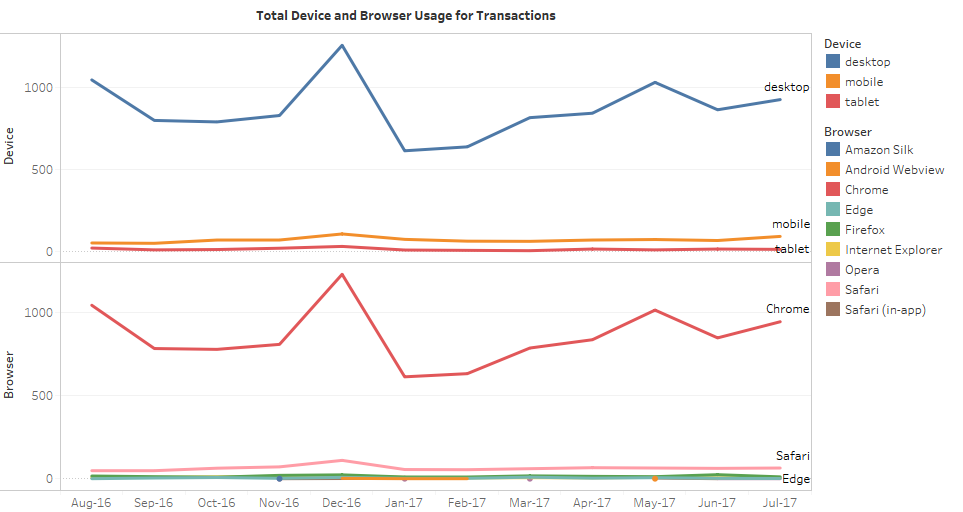 Total Device and Browser Usage for Transactions
Device
1000
500
0
desktop
mobile
tablet
Browser
1000
500
0
Chrome
Safari
Edge
Aug-16 Sep-16 Oct-16 Nov-16 Dec-16 Jan-17 Feb-17 Mar-17 Apr-17 May-17 Jun-17 Jul-17
Device
desktop
mobile
tablet
Browser
Amazon Silk
Android Webview
Chrome
Edge
Firefox
Internet Explorer
Opera
Safari
Safari (in-app)